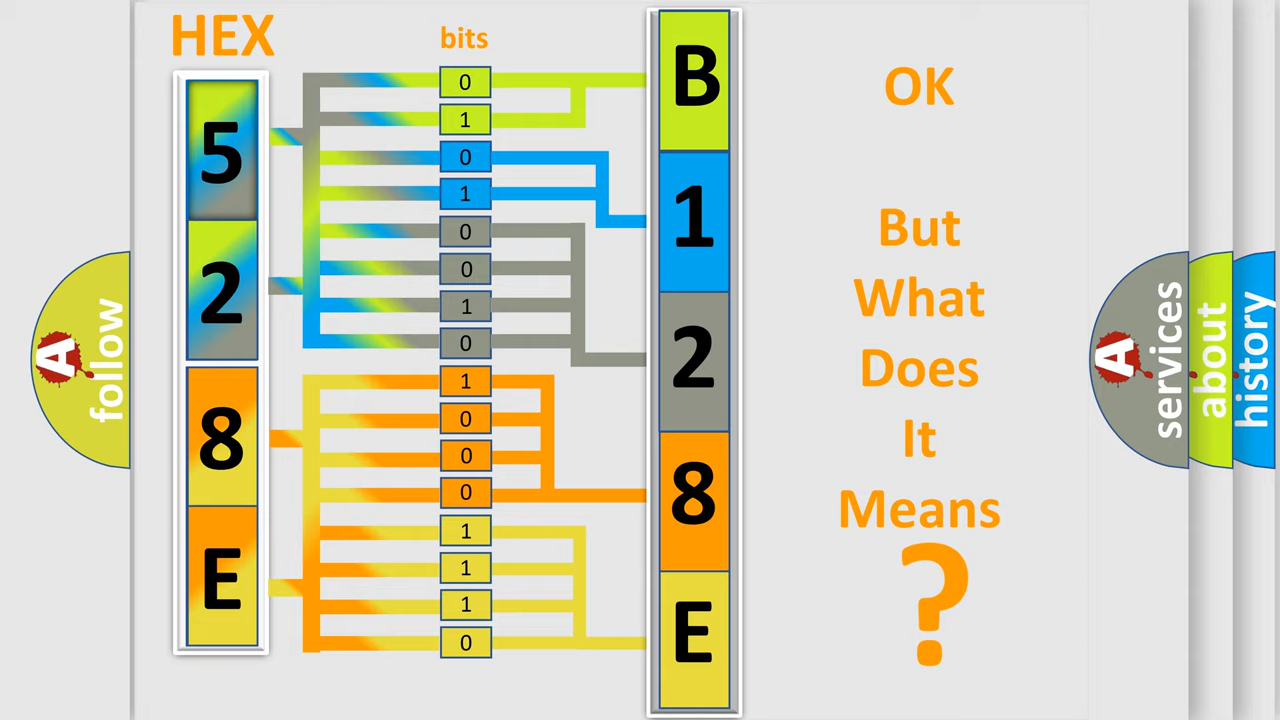 HEX
bits
5
2
8
E
0
1
0
1
0
0
1
0
1
0
0
0
1
1
1
0
B
1
2
8
E
OK
But
What
Does
It
Means
?
A
follow
A
services
about
history